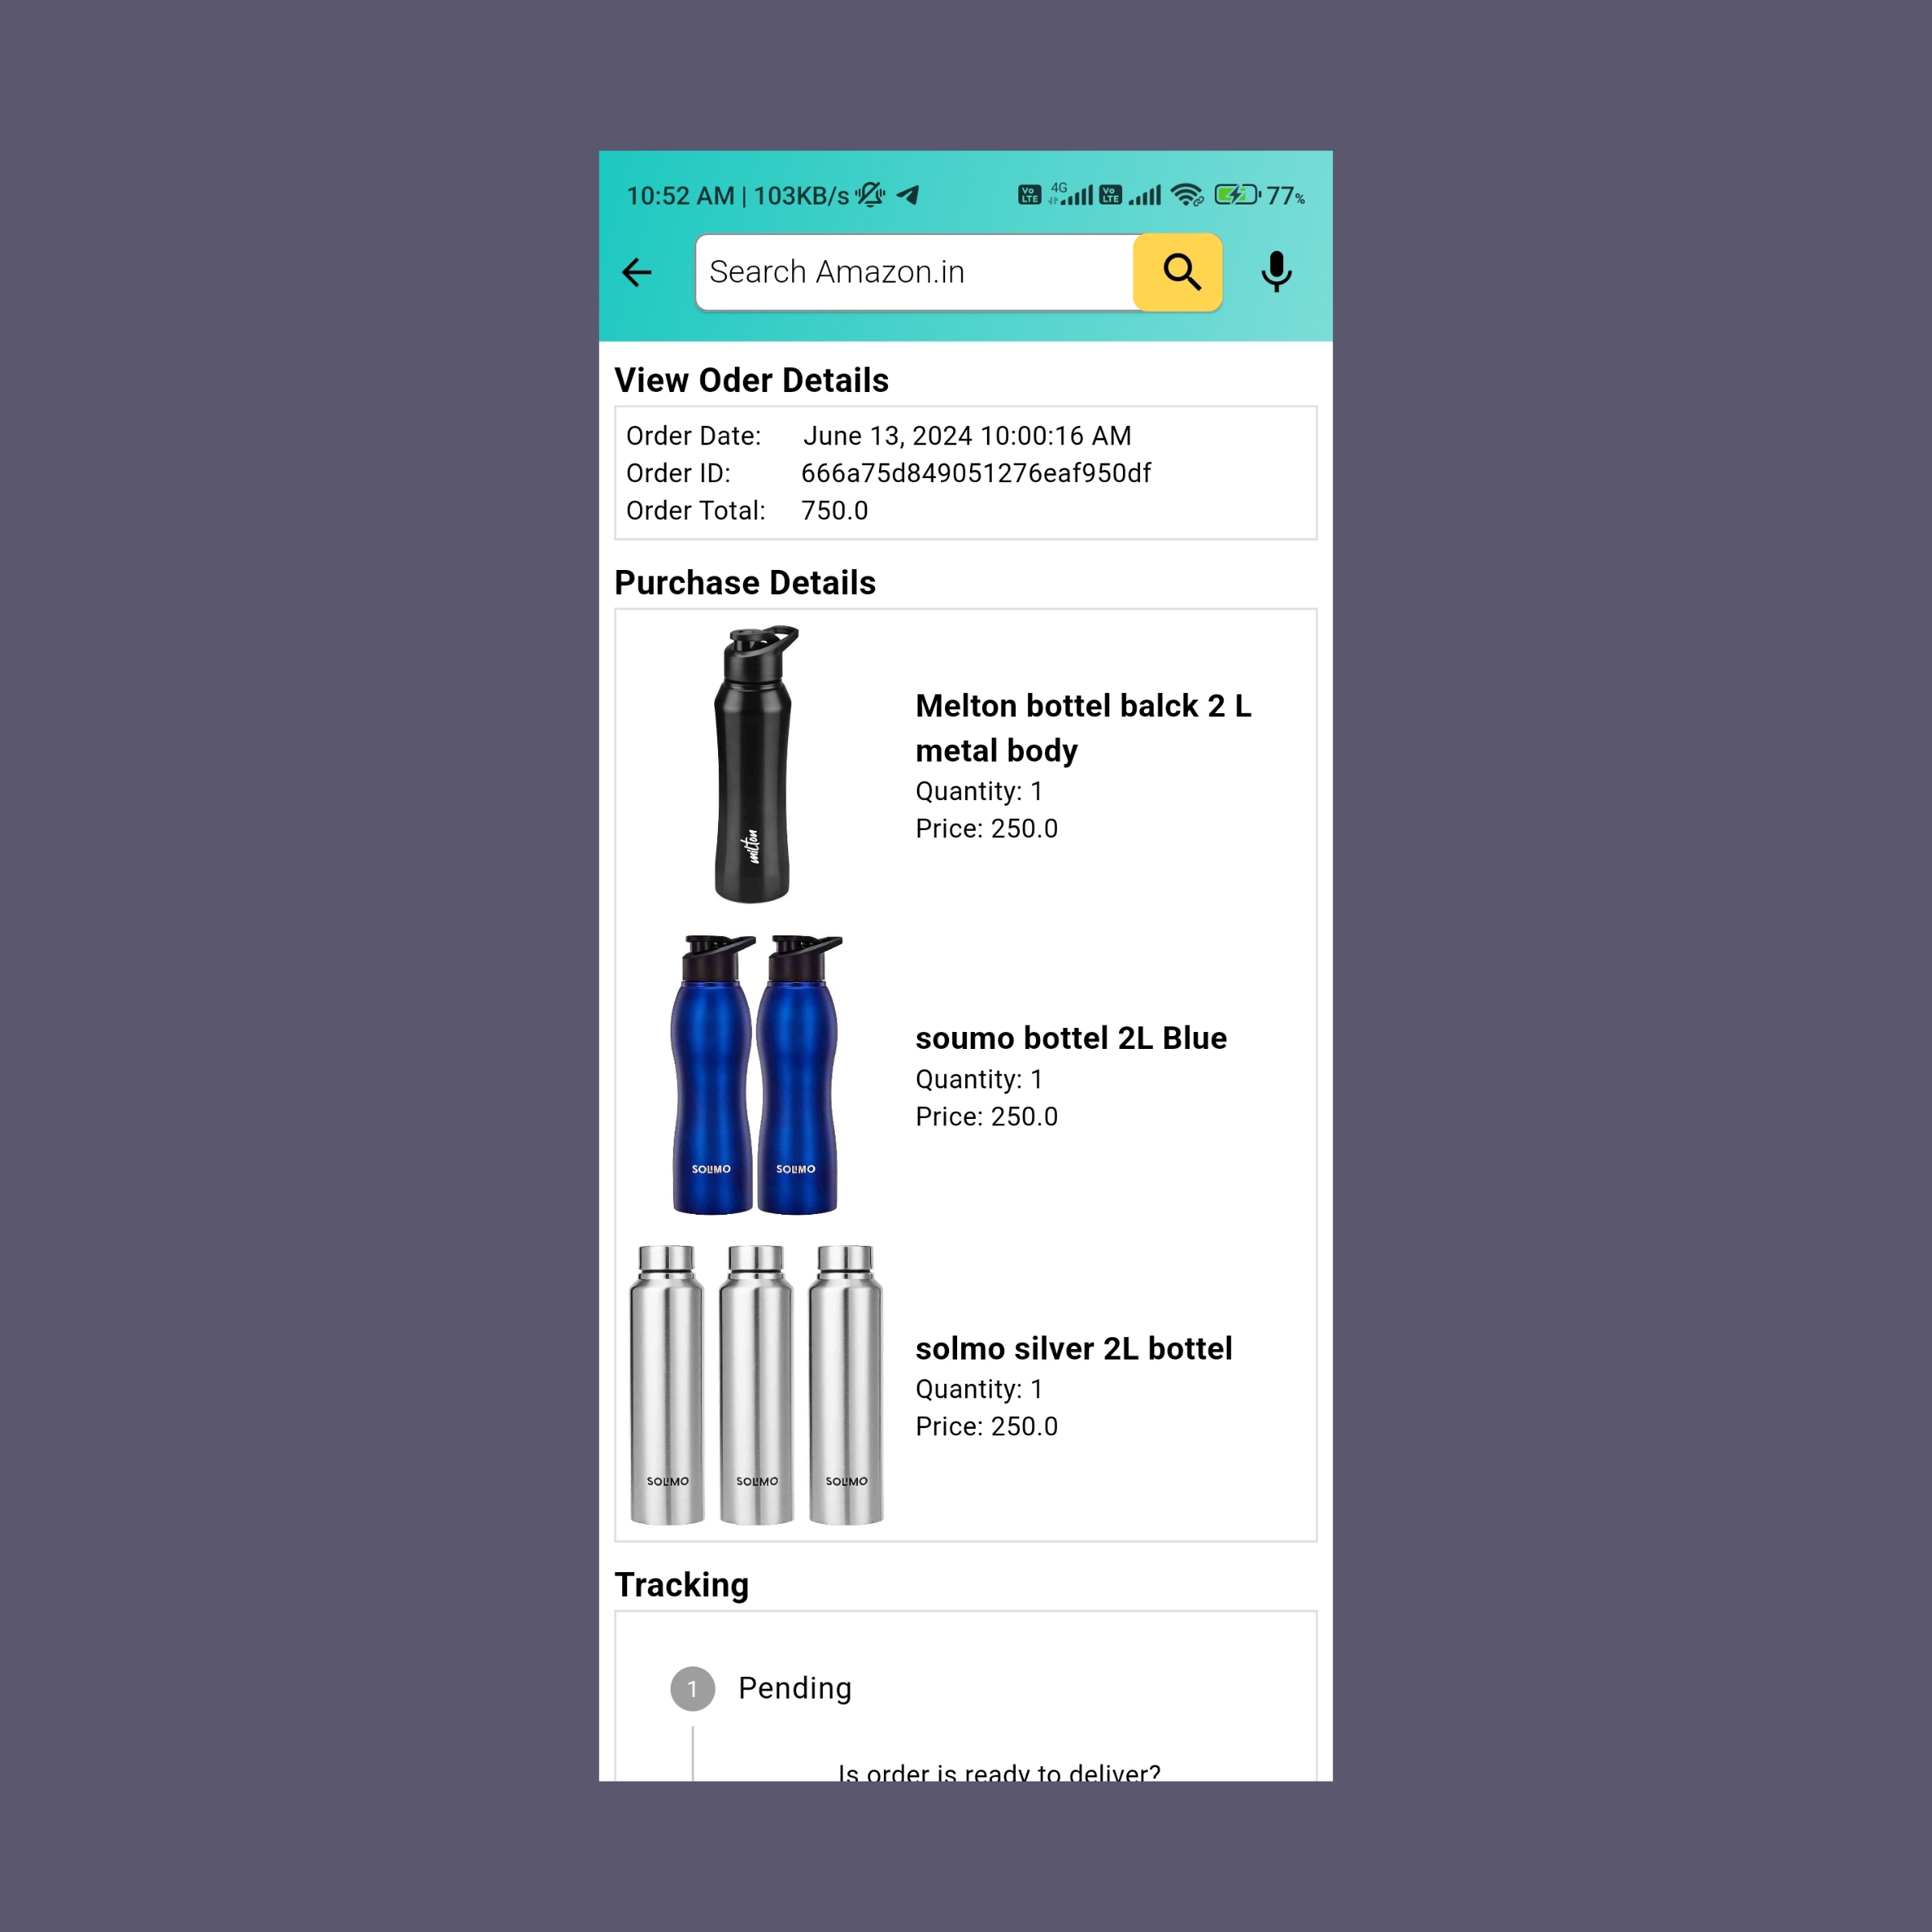 10:52 AM | 103KB/s
Vo LTE 4G Vo LTE 77%
Search Amazon.in
View Oder Details
Order Date: June 13, 2024 10:00:16 AM
Order ID: 666a75d849051276eaf950df
Order Total: 750.0
Purchase Details
milton
Melton bottel balck 2 L
metal body
Quantity: 1
Price: 250.0
SOLIMO SOLIMO
soumo bottel 2L Blue
Quantity: 1
Price: 250.0
SOLIMO SOLIMO SOLIMO
solmo silver 2L bottel
Quantity: 1
Price: 250.0
Tracking
1 Pending
Is order is ready to deliver?